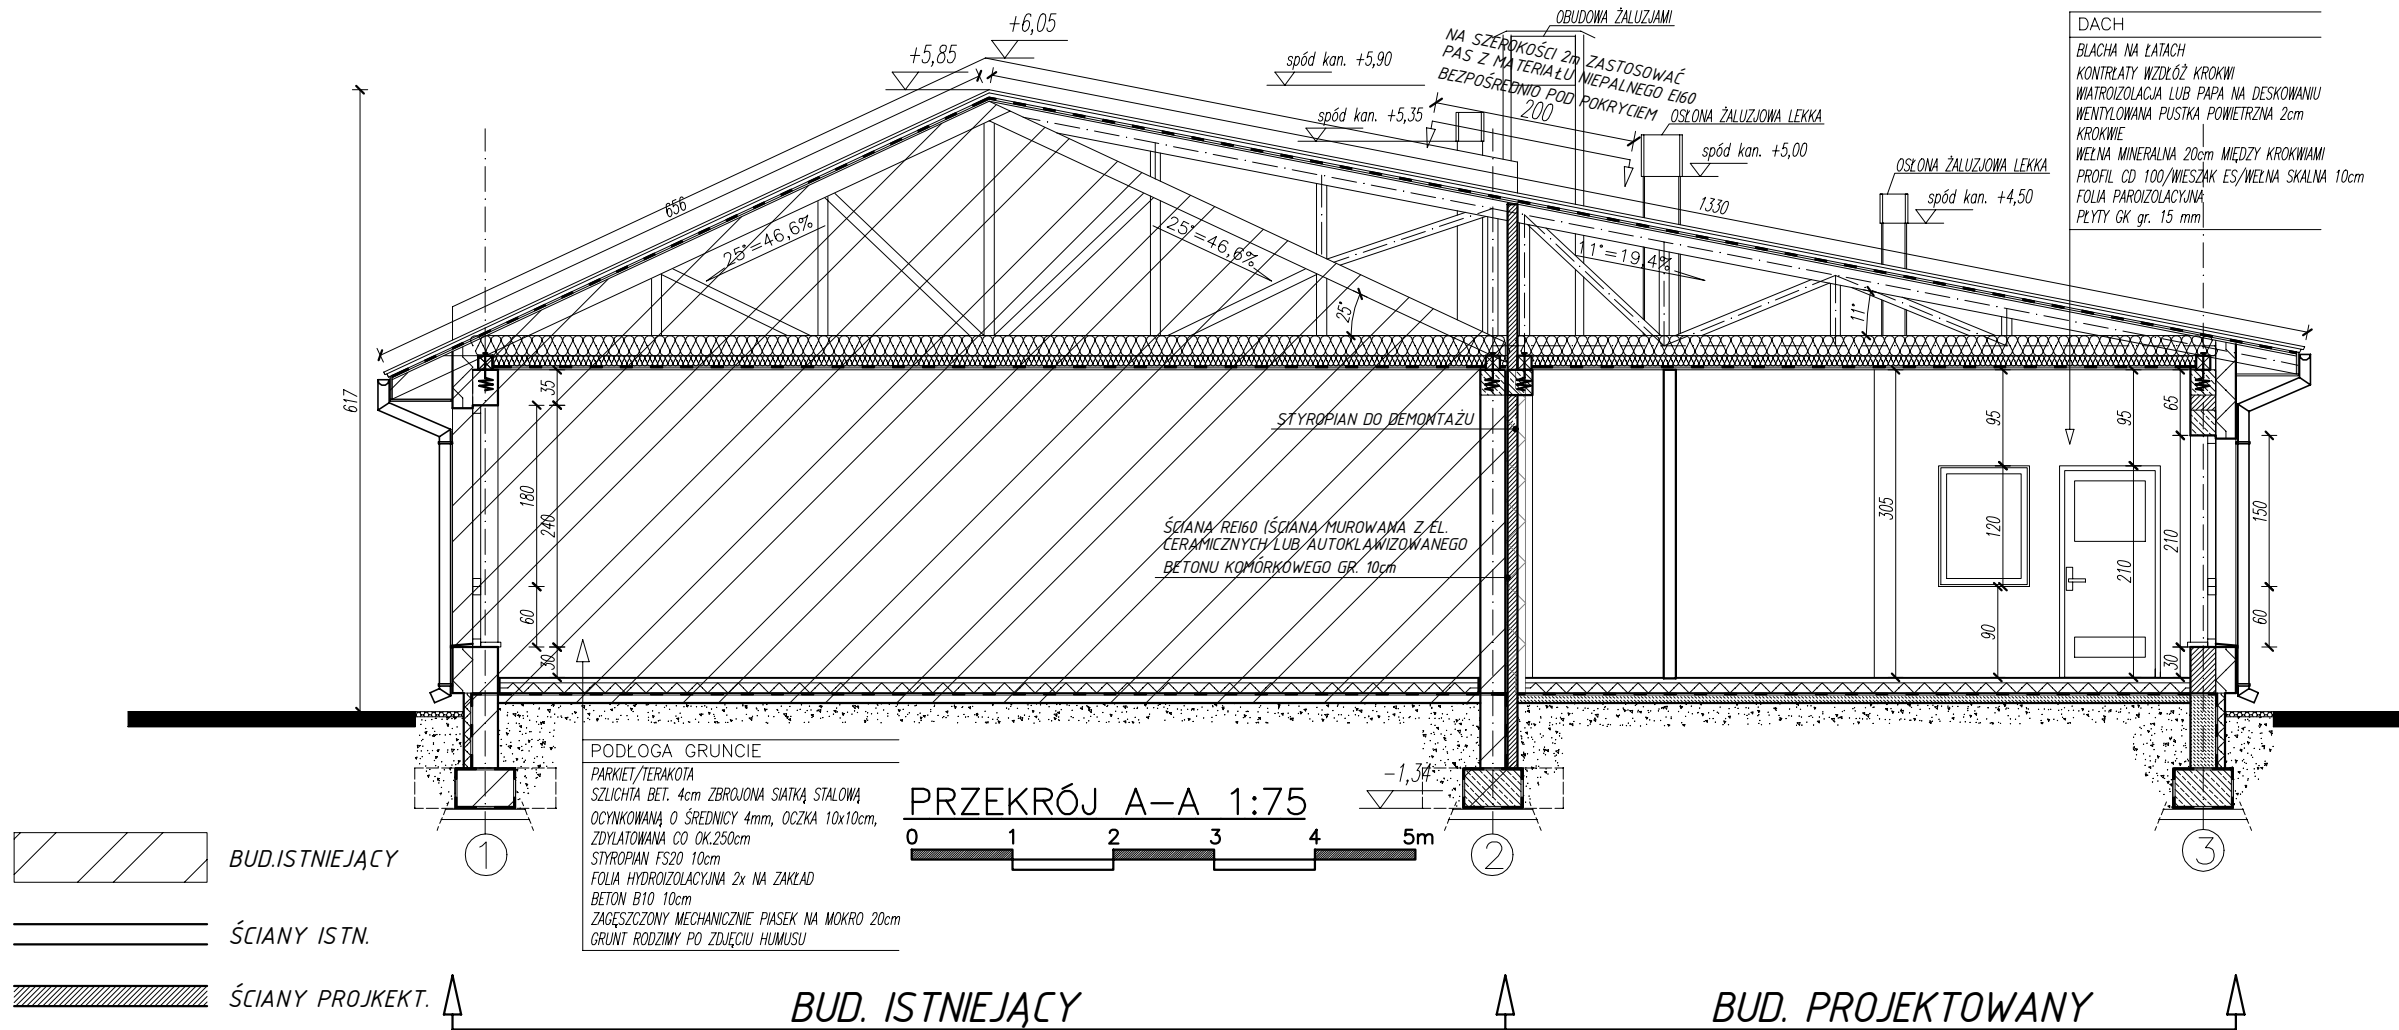 +6,05
+5,85
spód kan. +5,90
spód kan. +5,35
OBUDOWA ŻALUZJAMI
NA SZEROKOŚCI 2m ZASTOSOWAĆ
PAS Z MATERIAŁU NIEPALNEGO EI60
BEZPOŚREDNIO POD POKRYCIEM
200
OSŁONA ŻALUZJOWA LEKKA
spód kan. +5,00
OSŁONA ŻALUZJOWA LEKKA
spód kan. +4,50
DACH
BLACHA NA ŁATACH
KONTRŁATY WZDŁÓŻ KROKWI
WIATROIZOLACJA LUB PAPA NA DESKOWANIU
WENTYLOWANA PUSTKA POWIETRZNA 2cm
KROKWIE
WEŁNA MINERALNA 20cm MIĘDZY KROKWIAMI
PROFIL CD 100/WIESZAK ES/WEŁNA SKALNA 10cm
FOLIA PAROIZOLACYJNA
PŁYTY GK gr. 15 mm
656
1330
25°=46,6%
25°=46,6%
11°=19,4%
25°
11°
617
35
180
240
60
30
STYROPIAN DO DEMONTAŻU
ŚCIANA REI60 (ŚCIANA MUROWANA Z EL.
CERAMICZNYCH LUB AUTOKLAWIZOWANEGO
BETONU KOMÓRKOWEGO GR. 10cm
305
95
120
90
95
210
65
210
30
150
60
PODŁOGA GRUNCIE
PARKIET/TERAKOTA
SZLICHTA BET. 4cm ZBROJONA SIATKĄ STALOWĄ
OCYNKOWANĄ O ŚREDNICY 4mm, OCZKA 10x10cm,
ZDYLATOWANA CO OK.250cm
STYROPIAN FS20 10cm
FOLIA HYDROIZOLACYJNA 2x NA ZAKŁAD
BETON B10 10cm
ZAGĘSZCZONY MECHANICZNIE PIASEK NA MOKRO 20cm
GRUNT RODZIMY PO ZDJĘCIU HUMUSU
PRZEKRÓJ A-A 1:75
0 1 2 3 4 5m
-1,34
1
2
3
BUD.ISTNIEJĄCY
ŚCIANY ISTN.
ŚCIANY PROJKEKT.
BUD. ISTNIEJĄCY
BUD. PROJEKTOWANY